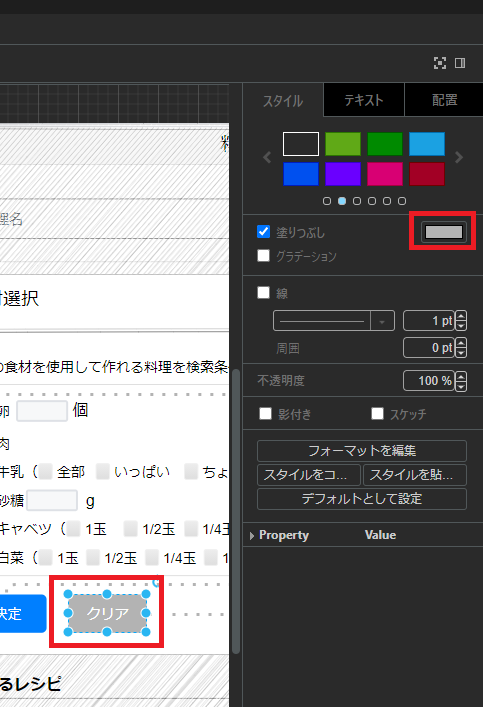 スタイル テキスト 配置
理名
塗りつぶし
グラデーション
線
1 pt
周囲 0 pt
不透明度 100 %
影付き スケッチ
フォーマットを編集
スタイルをコ... スタイルを貼...
デフォルトとして設定
Property Value
選択
の食材を使用して作れる料理を検索条
卵 個
肉
牛乳（ 全部 いっぱい ちょ
砂糖 g
キャベツ（ 1玉 1/2玉 1/4玉
白菜（ 1玉 1/2玉 1/4玉 1
決定 クリア
るレシピ